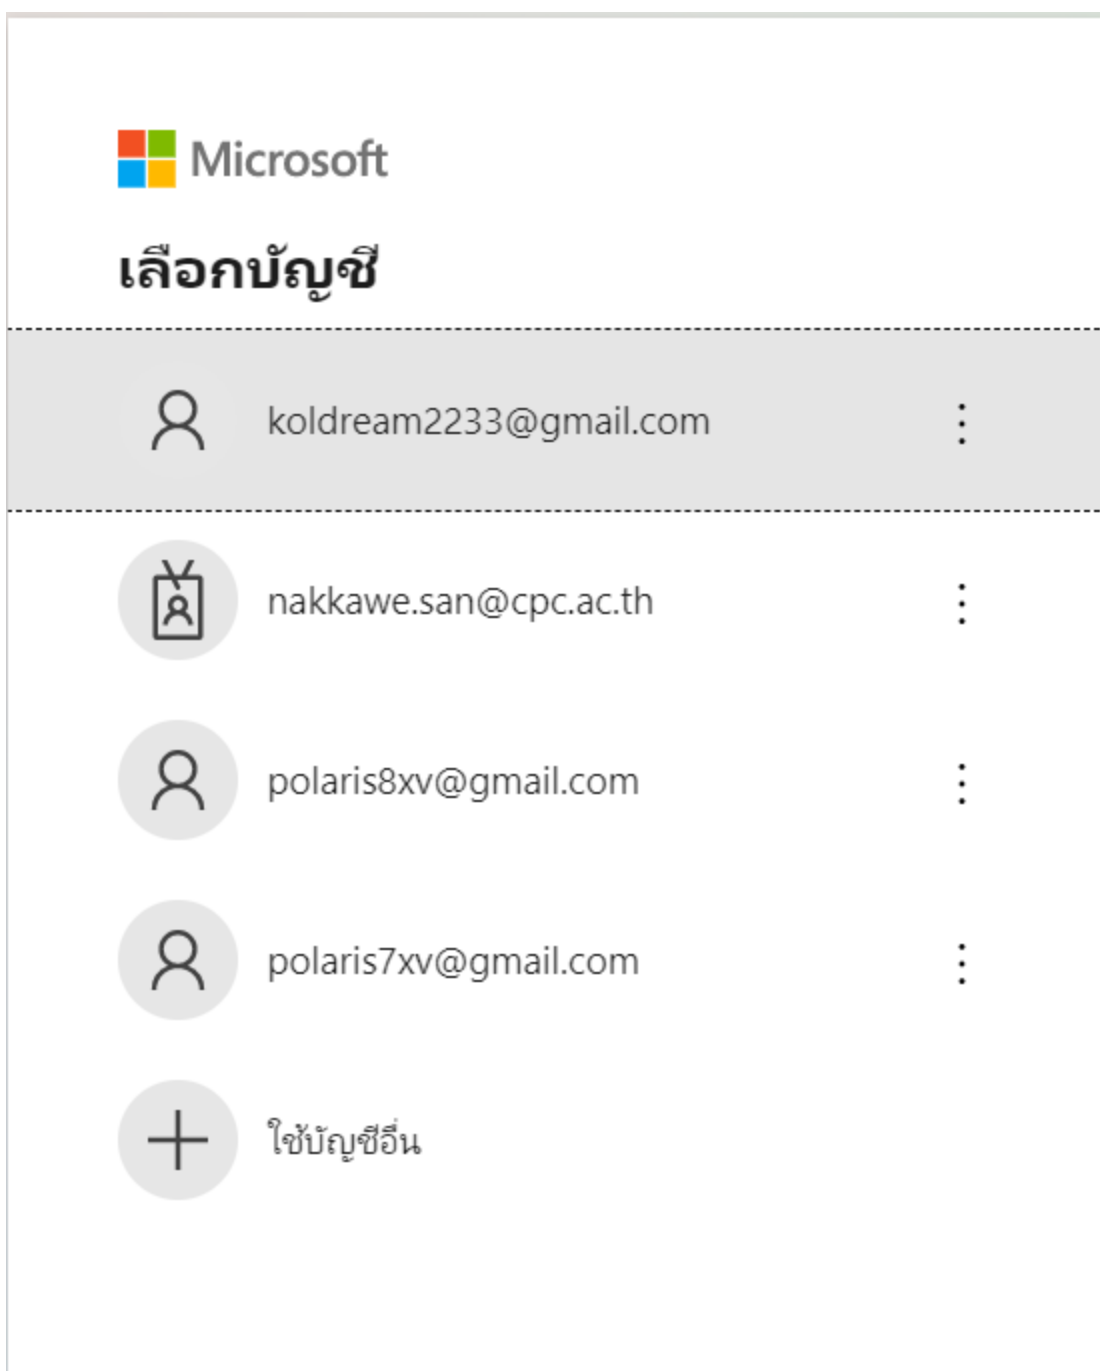 Microsoft
เลือกบัญชี
koldream2233@gmail.com
nakkawe.san@cpc.ac.th
polaris8xv@gmail.com
polaris7xv@gmail.com
ใช้บัญชีอื่น